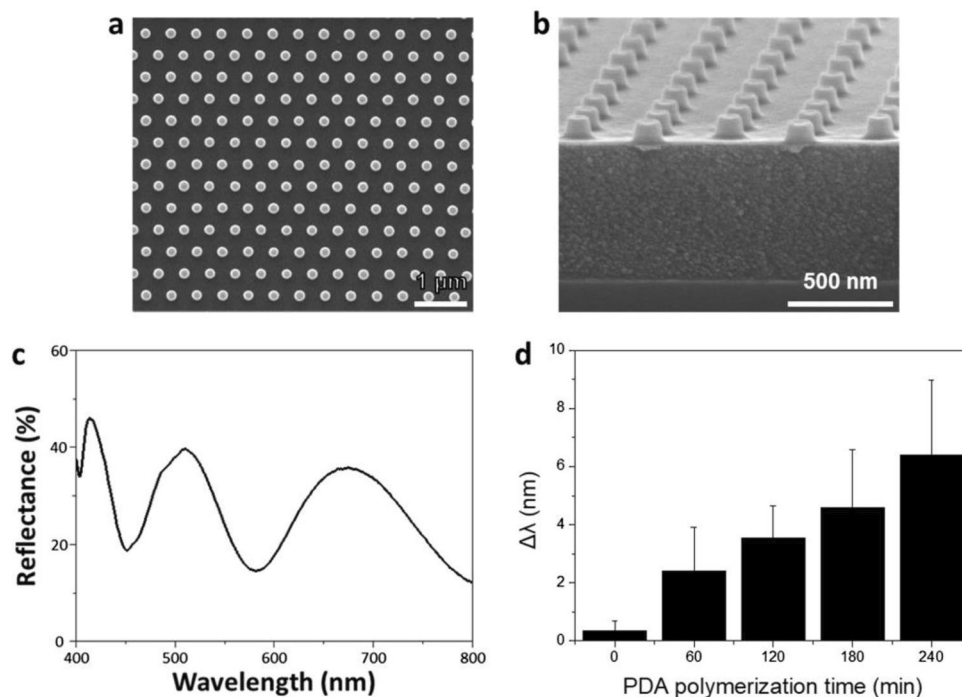 a
1 μm
b
500 nm
c
60
40
20
0
Reflectance (%)
400 500 600 700 800
Wavelength (nm)
d
10
8
6
4
2
0
Δλ (nm)
0 60 120 180 240
PDA polymerization time (min)